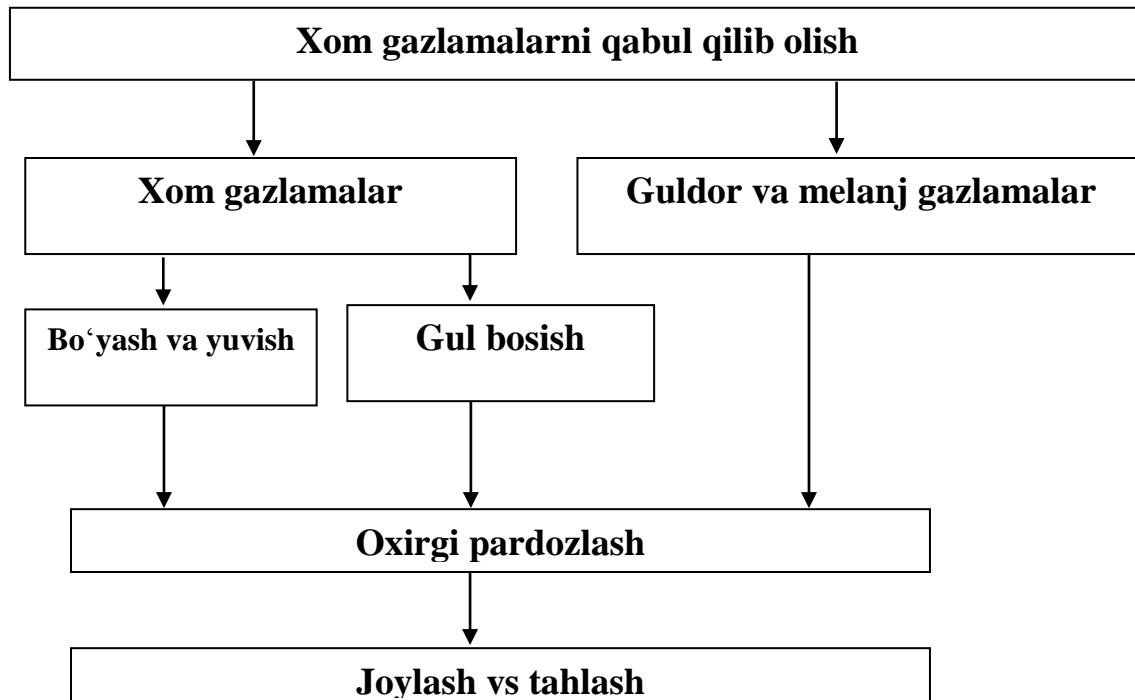 Xom gazlamalarni qabul qilib olish
Xom gazlamalar
Guldor va melanj gazlamalar
Bo‘yash va yuvish
Gul bosish
Oxirgi pardozlash
Joylash vs tahlash